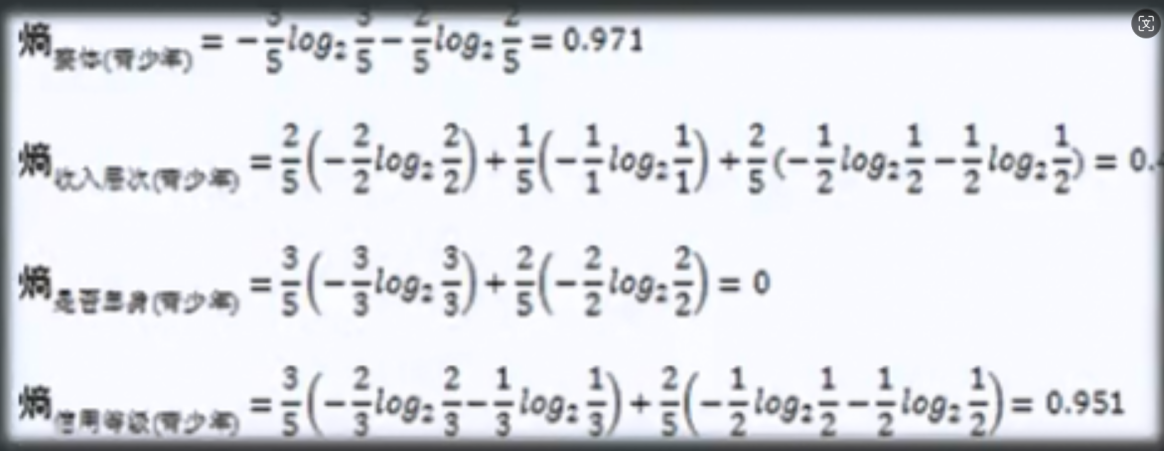 熵整体(青少年) = −3/5 log₂ 3/5 − 2/5 log₂ 2/5 = 0.971
熵收入层次(青少年) = 2/5 (−2/2 log₂ 2/2) + 1/5 (−1/1 log₂ 1/1) + 2/5 (−1/2 log₂ 1/2 − 1/2 log₂ 1/2) = 0.4
熵是否单身(青少年) = 3/5 (−3/3 log₂ 3/3) + 2/5 (−2/2 log₂ 2/2) = 0
熵信用等级(青少年) = 3/5 (−2/3 log₂ 2/3 − 1/3 log₂ 1/3) + 2/5 (−1/2 log₂ 1/2 − 1/2 log₂ 1/2) = 0.951